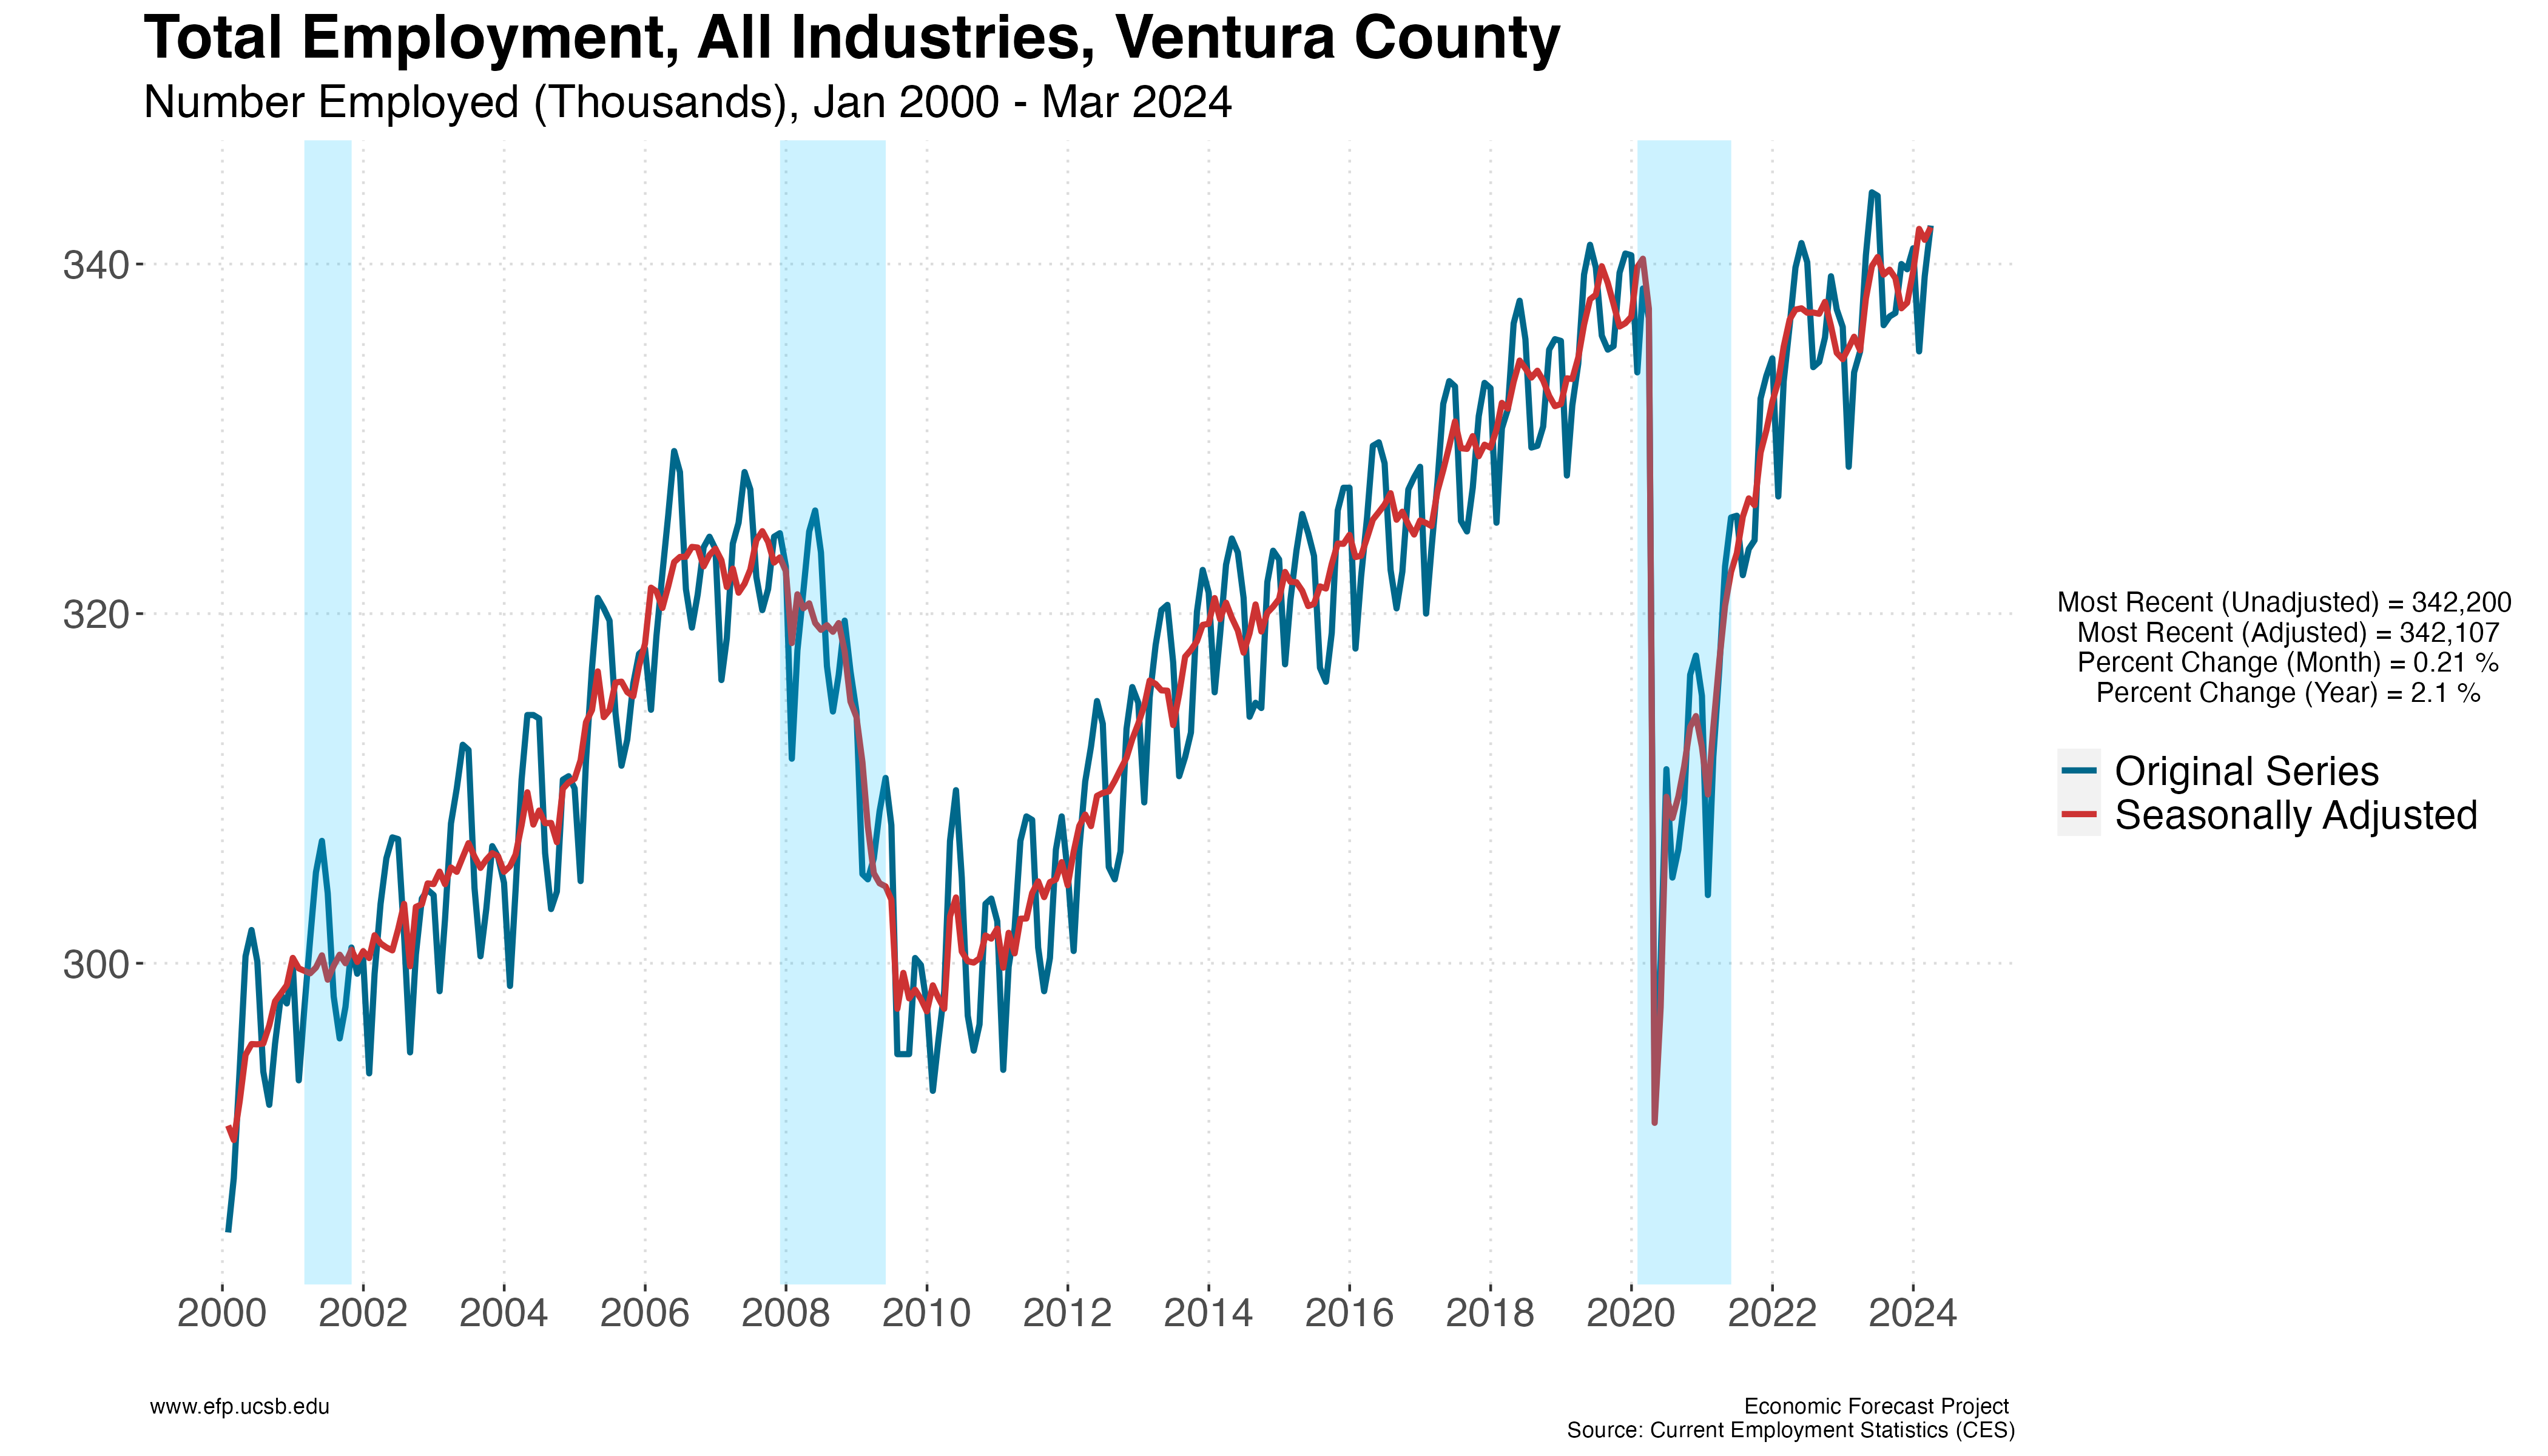 Total Employment, All Industries, Ventura County
Number Employed (Thousands), Jan 2000 - Mar 2024
340
320
300
2000 2002 2004 2006 2008 2010 2012 2014 2016 2018 2020 2022 2024
Most Recent (Unadjusted) = 342,200
Most Recent (Adjusted) = 342,107
Percent Change (Month) = 0.21 %
Percent Change (Year) = 2.1 %
Original Series
Seasonally Adjusted
www.efp.ucsb.edu
Economic Forecast Project
Source: Current Employment Statistics (CES)